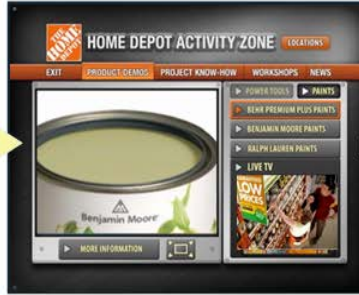 THE HOME DEPOT
HOME DEPOT ACTIVITY ZONE
LOCATIONS
EXIT PRODUCT DEMOS PROJECT KNOW-HOW WORKSHOPS NEWS
POWER TOOLS PAINTS
BEHR PREMIUM PLUS PAINTS
BENJAMIN MOORE PAINTS
RALPH LAUREN PAINTS
LIVE TV
LOW PRICES
Benjamin Moore
MORE INFORMATION